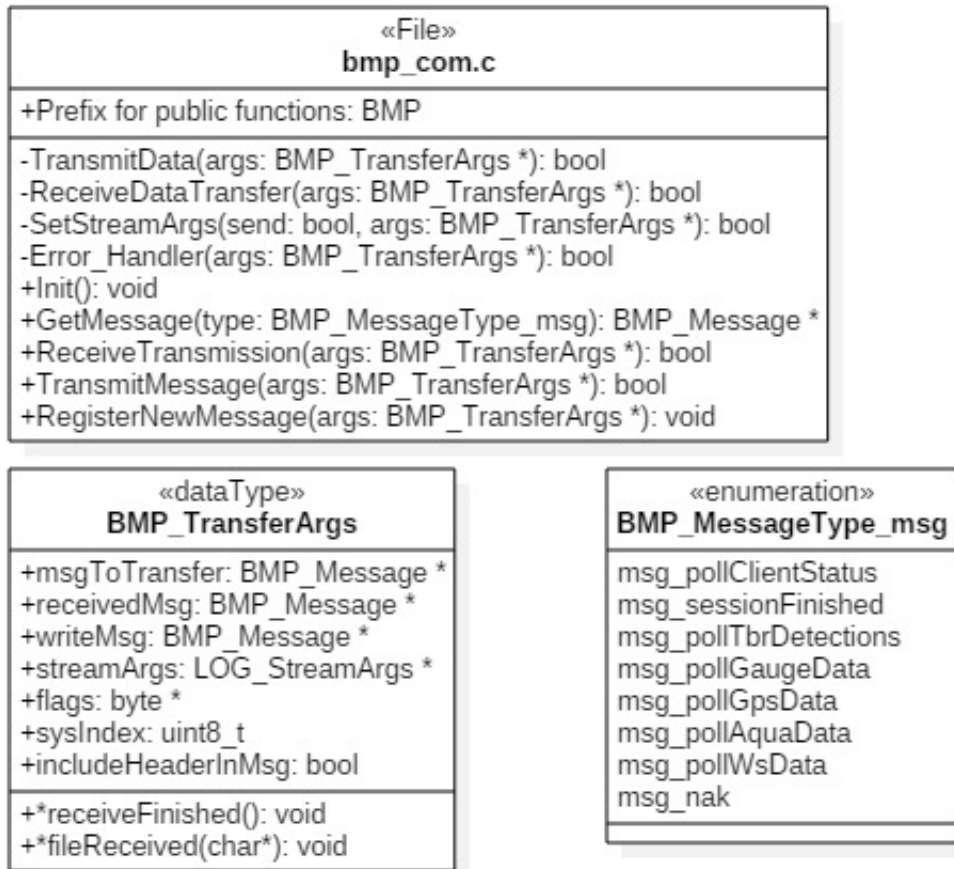 «File»
bmp_com.c
+Prefix for public functions: BMP
-TransmitData(args: BMP_TransferArgs *): bool
-ReceiveDataTransfer(args: BMP_TransferArgs *): bool
-SetStreamArgs(send: bool, args: BMP_TransferArgs *): bool
-Error_Handler(args: BMP_TransferArgs *): bool
+Init(): void
+GetMessage(type: BMP_MessageType_msg): BMP_Message *
+ReceiveTransmission(args: BMP_TransferArgs *): bool
+TransmitMessage(args: BMP_TransferArgs *): bool
+RegisterNewMessage(args: BMP_TransferArgs *): void
«dataType»
BMP_TransferArgs
+msgToTransfer: BMP_Message *
+receivedMsg: BMP_Message *
+writeMsg: BMP_Message *
+streamArgs: LOG_StreamArgs *
+flags: byte *
+sysIndex: uint8_t
+includeHeaderInMsg: bool
+*receiveFinished(): void
+*fileReceived(char*): void
«enumeration»
BMP_MessageType_msg
msg_pollClientStatus
msg_sessionFinished
msg_pollTbrDetections
msg_pollGaugeData
msg_pollGpsData
msg_pollAquaData
msg_pollWsData
msg_nak